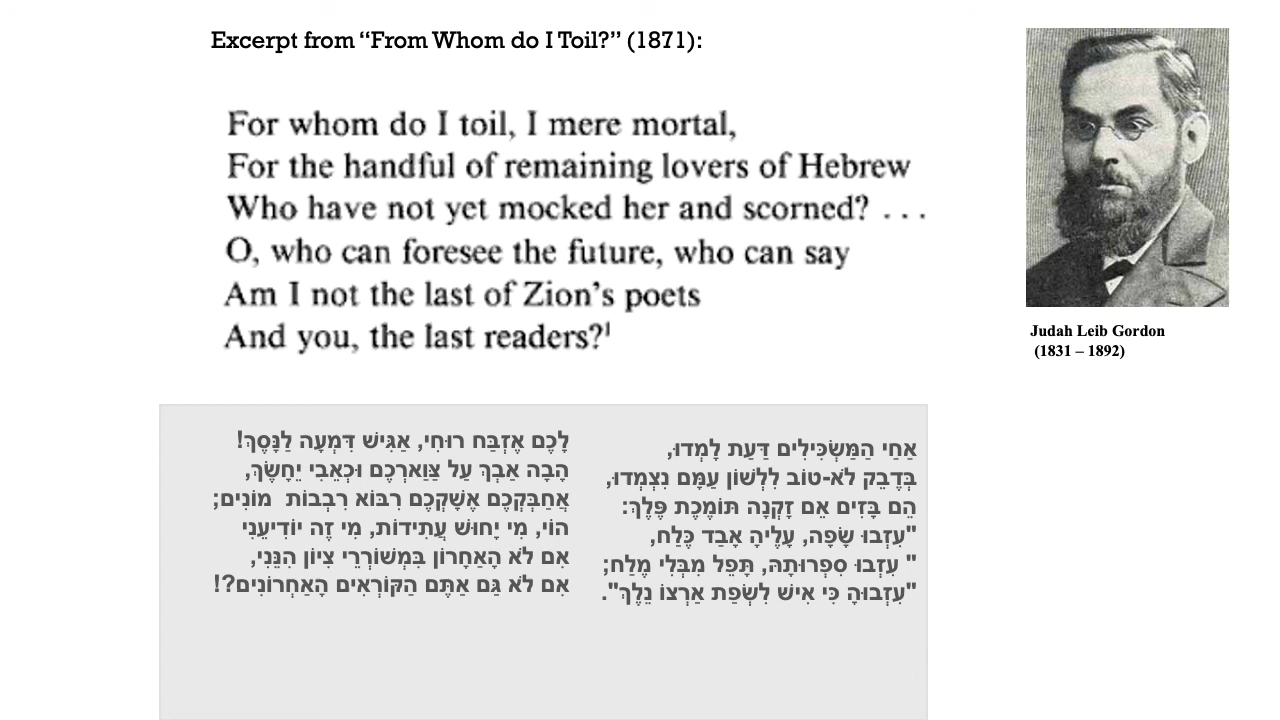 Excerpt from “From Whom do I Toil?” (1871):
For whom do I toil, I mere mortal,
For the handful of remaining lovers of Hebrew
Who have not yet mocked her and scorned? . . .
O, who can foresee the future, who can say
Am I not the last of Zion’s poets
And you, the last readers?¹
Judah Leib Gordon
(1831 – 1892)
אַחַי הַמַּשְׂכִּילִים דַּעַת לָמְדוּ,
בְּדֶבֶק לֹא-טוֹב לִלְשׁוֹן עַמָּם נִצְמְדוּ,
הֵם בָּזִים אֵם זָקְנָה תּוֹמֶכֶת פֶּלֶךְ:
"עִזְבוּ שָׂפָה, עָלֶיהָ אָבַד כֶּלַח,
" עִזְבוּ סִפְרוּתָהּ, תָּפֵל מִבְּלִי מֶלַח;
"עִזְבוּהָ כִּי אִישׁ לִשְׂפַת אַרְצוֹ נֵלֶךְ".
לָכֶם אֶזְבַּח רוּחִי, אַגִּישׁ דִּמְעָה לַנָּסֶךְ!
הָבָה אֵבְךְּ עַל צַוַּארְכֶם וּכְאֵבִי יֵחָשֶׂךְ,
אֲחַבֶּקְכֶם אֶשָּׁקְכֶם רִבּוֹא רִבְבוֹת מוֹנִים;
הוֹי, מִי יָחוּשׁ עֲתִידוֹת, מִי זֶה יוֹדִיעֵנִי
אִם לֹא הָאַחֲרוֹן בִּמְשׁוֹרְרֵי צִיּוֹן הִנֵּנִי,
אִם לֹא גַּם אַתֶּם הַקּוֹרְאִים הָאַחְרוֹנִים?!